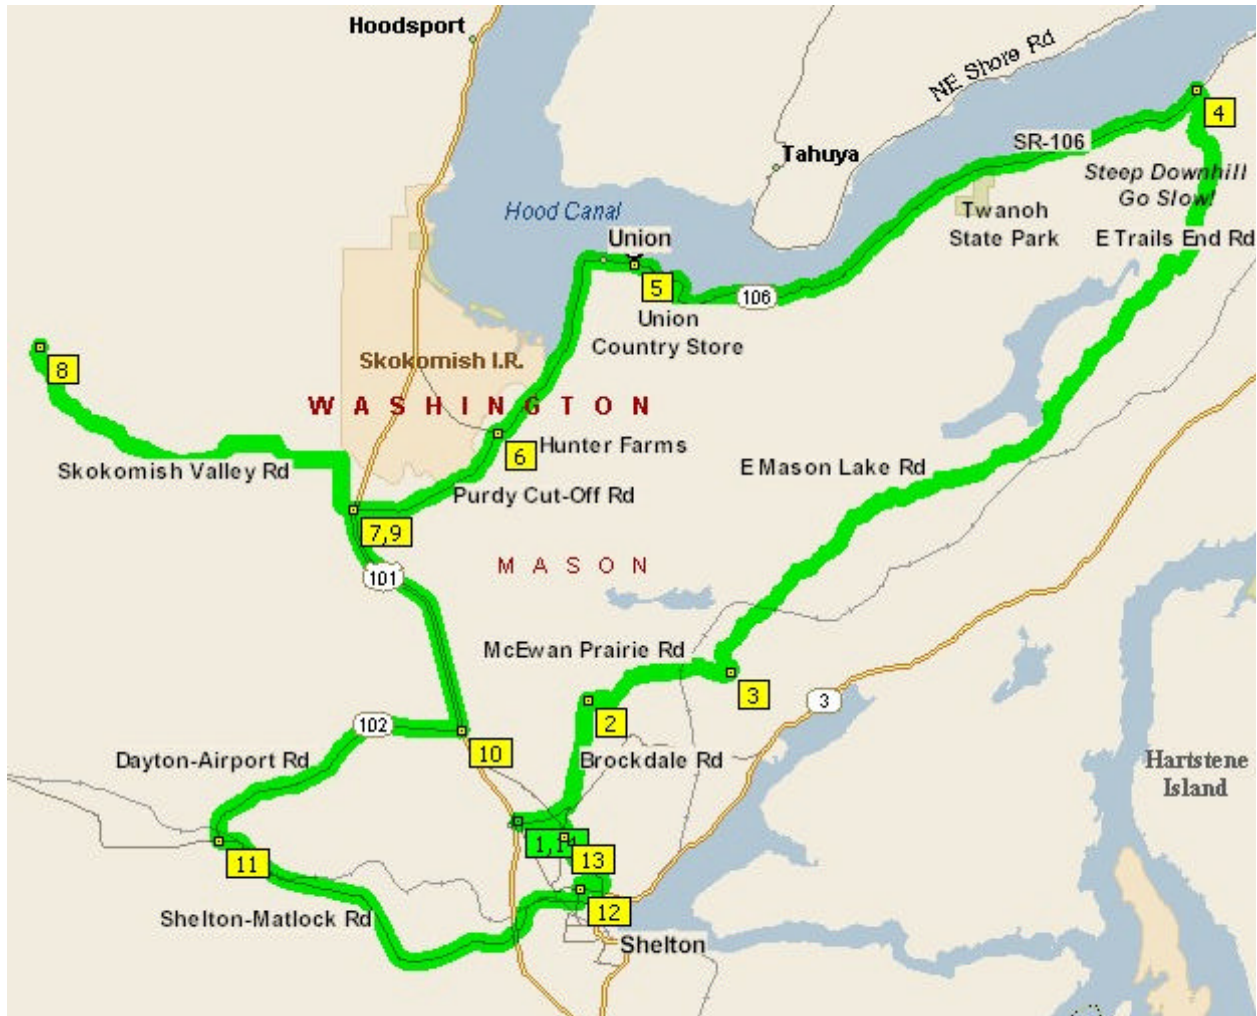 Hoodsport
NE Shore Rd
4
SR-106
Tahuya
Steep Downhill
Go Slow!
Hood Canal
Twanoh
State Park
Union
E Trails End Rd
5
106
Union
Country Store
8
Skokomish I.R.
WASHINGTON
6
Hunter Farms
Skokomish Valley Rd
E Mason Lake Rd
Purdy Cut-Off Rd
7,9
MASON
101
McEwan Prairie Rd
3
3
2
102
10
Dayton-Airport Rd
Brockdale Rd
Hartstene
Island
13
11
12
Shelton-Matlock Rd
Shelton